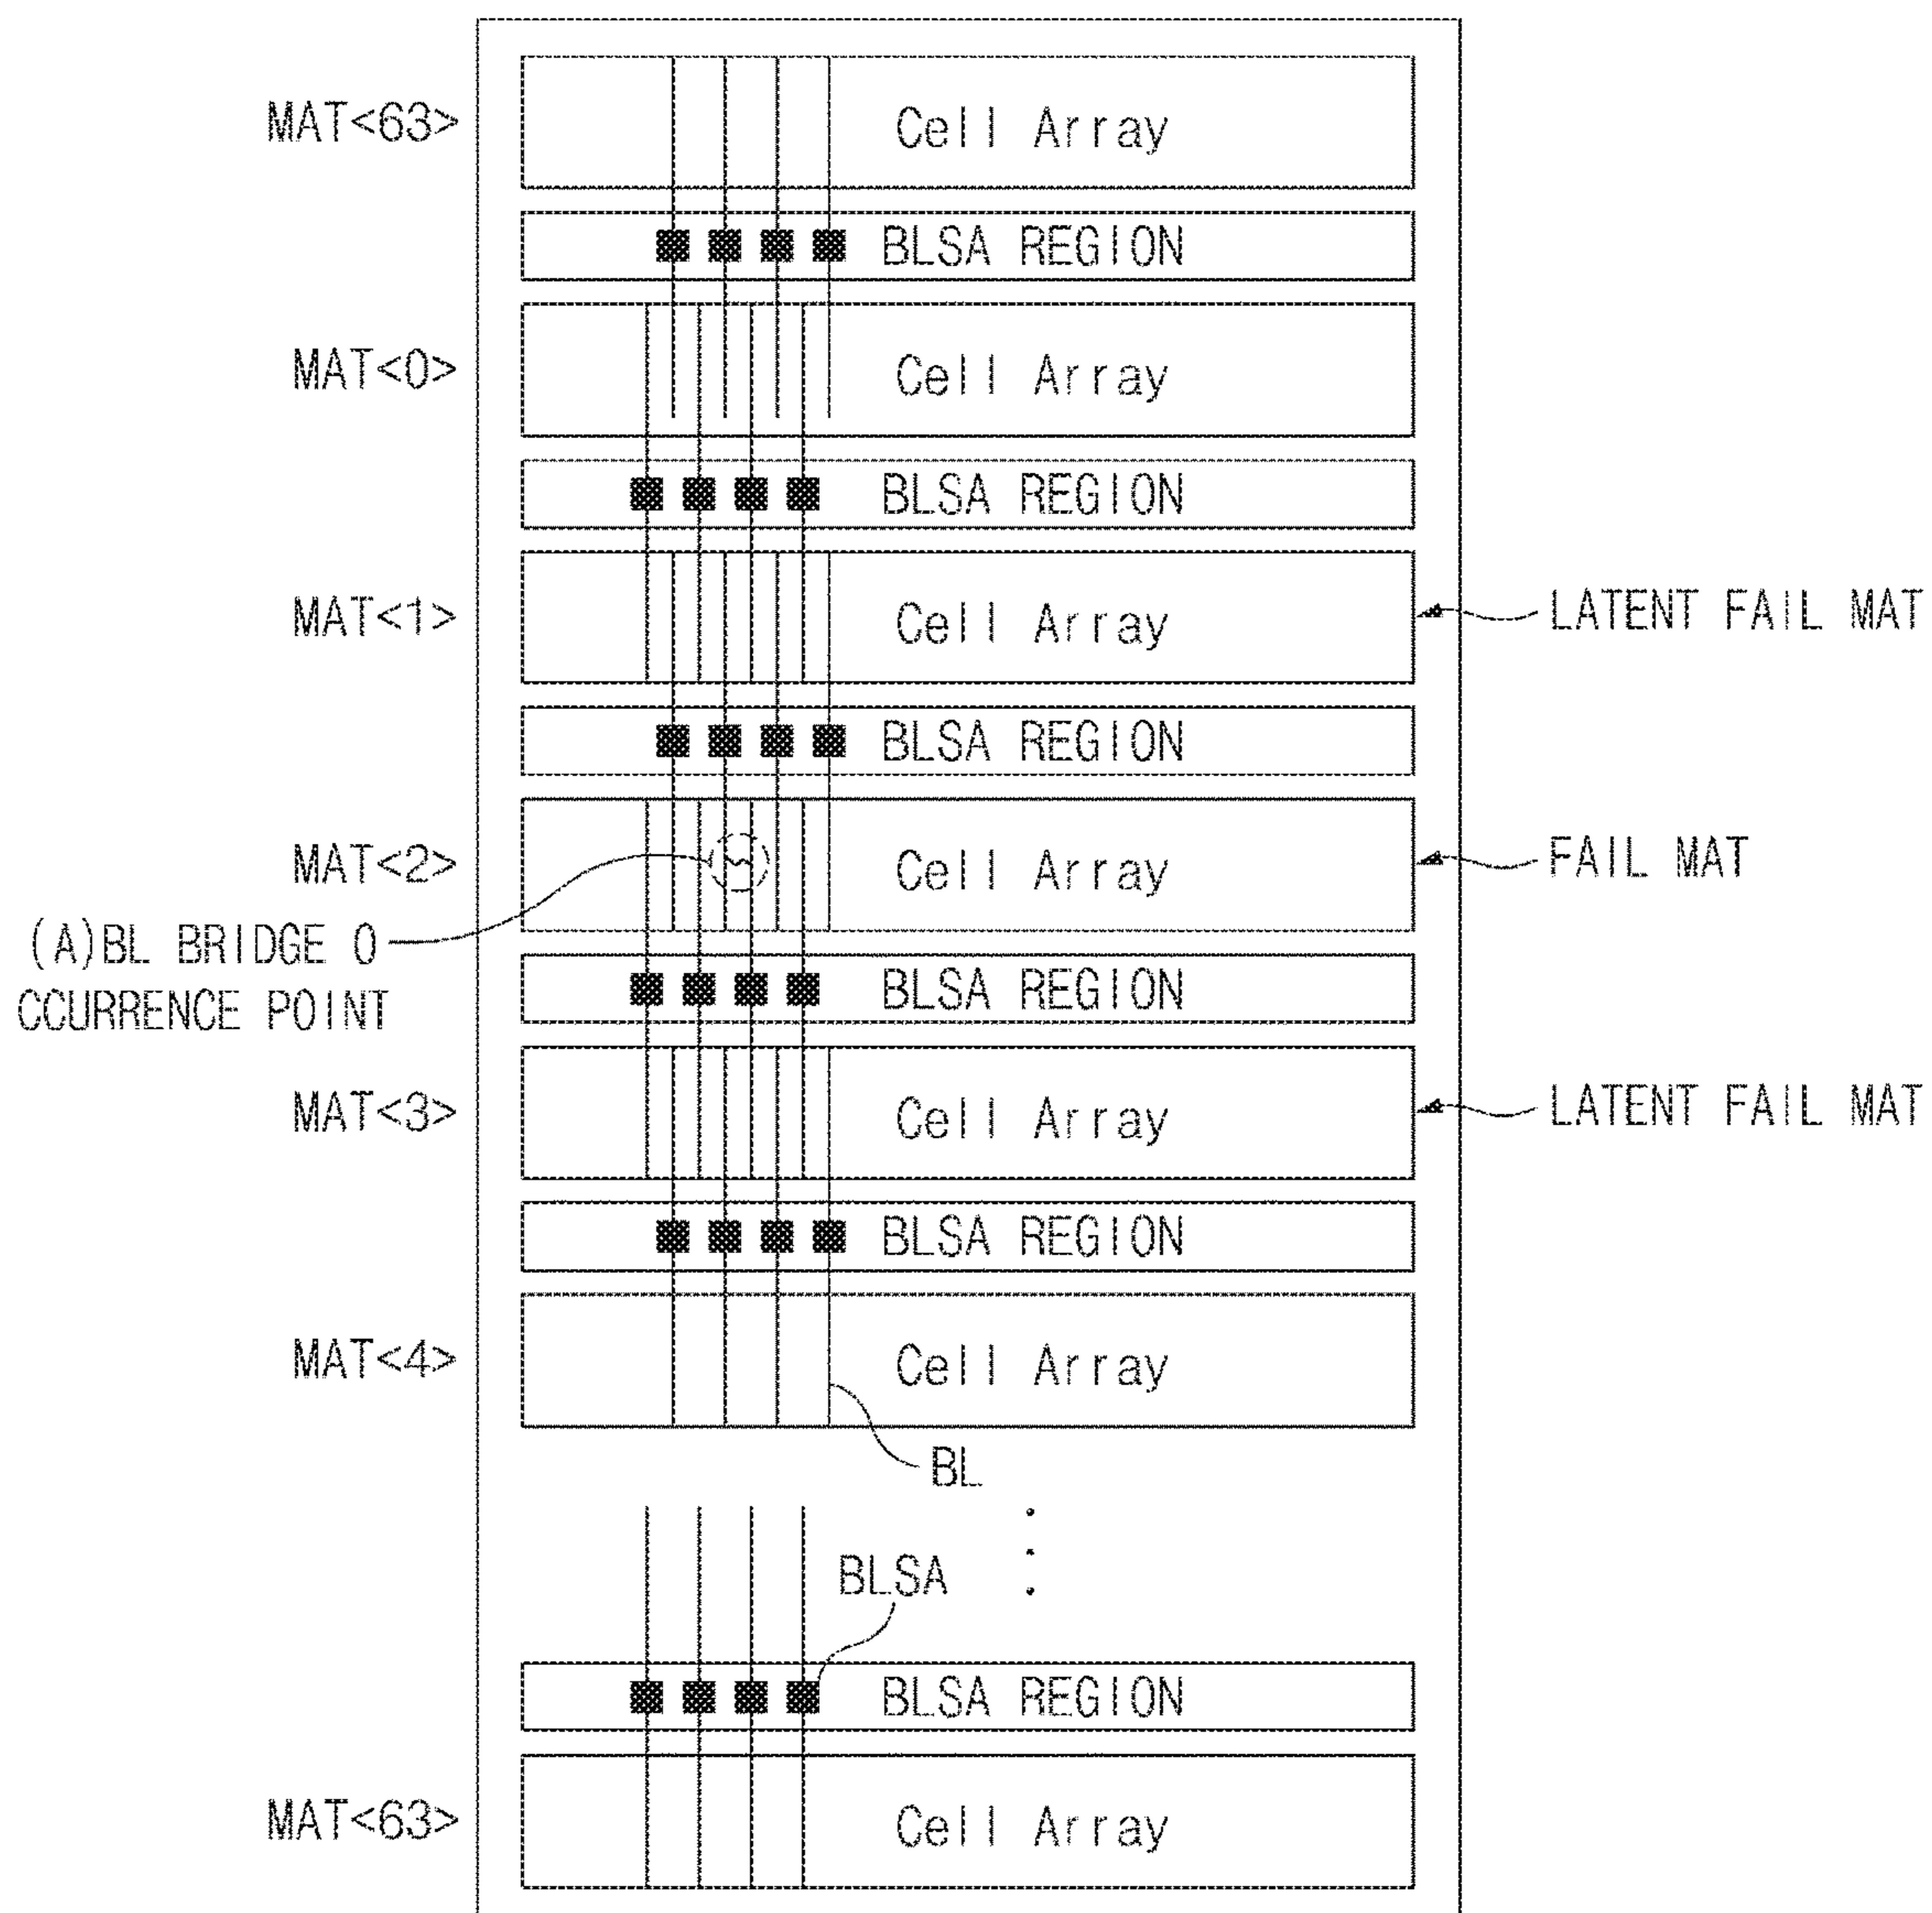 MAT<63>
Cell Array
BLSA REGION
MAT<0>
Cell Array
BLSA REGION
MAT<1>
Cell Array
LATENT FAIL MAT
BLSA REGION
MAT<2>
Cell Array
FAIL MAT
(A)BL BRIDGE O
CCURRENCE POINT
BLSA REGION
MAT<3>
Cell Array
LATENT FAIL MAT
BLSA REGION
MAT<4>
Cell Array
BL
BLSA
BLSA REGION
MAT<63>
Cell Array